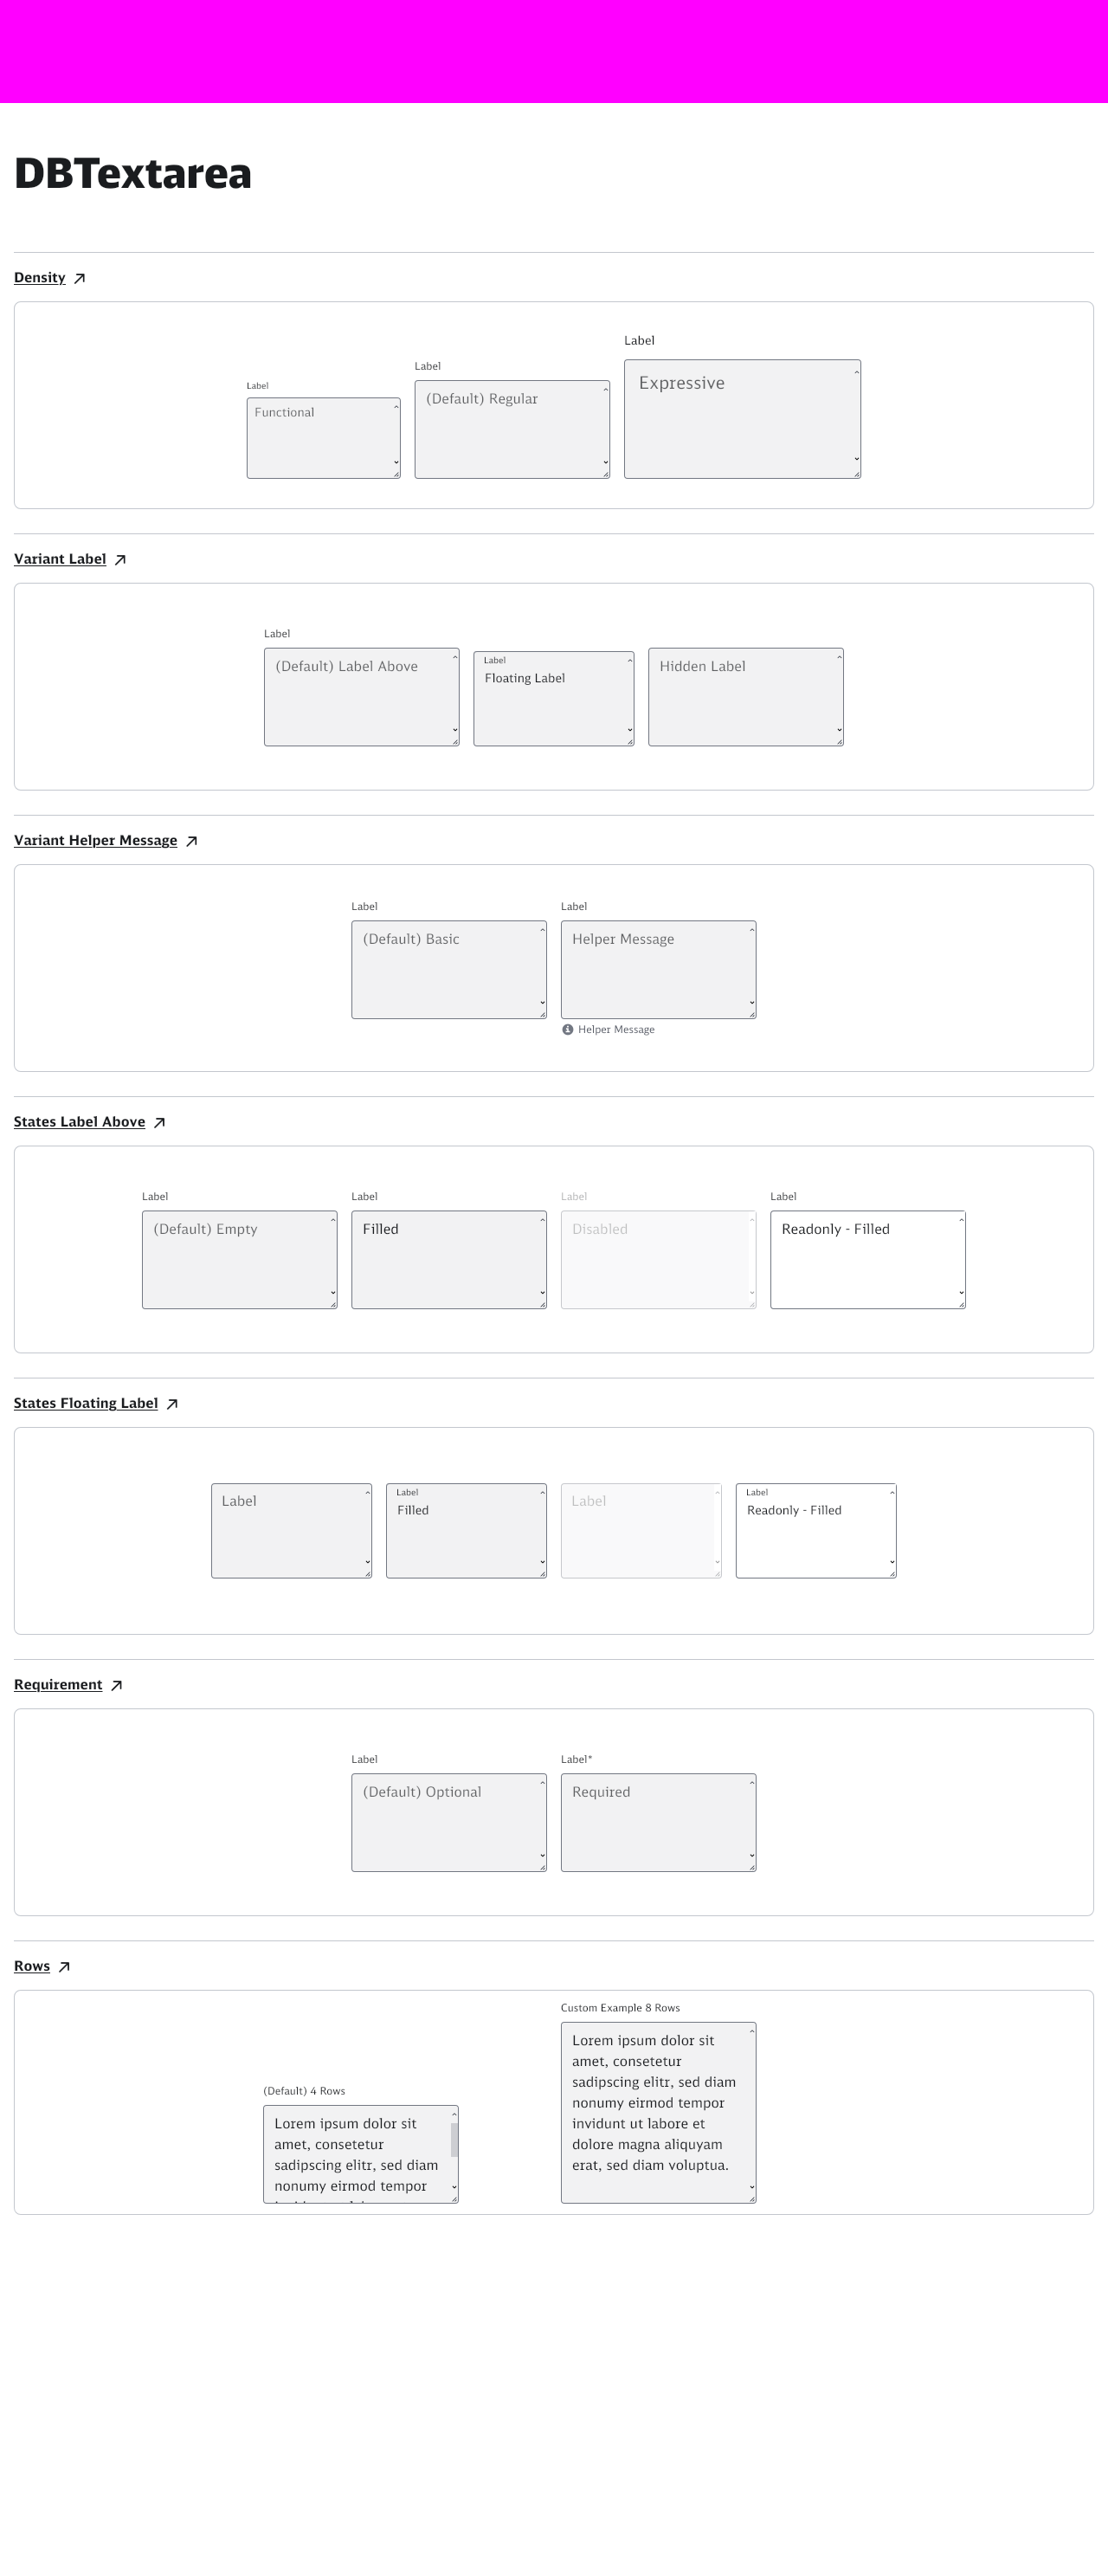 DBTextarea
Density
Label
Functional
Label
(Default) Regular
Label
Expressive
Variant Label
Label
(Default) Label Above
Label
Floating Label
Hidden Label
Variant Helper Message
Label
(Default) Basic
Label
Helper Message
Helper Message
States Label Above
Label
(Default) Empty
Label
Filled
Label
Disabled
Label
Readonly - Filled
States Floating Label
Label
Label
Filled
Label
Label
Readonly - Filled
Requirement
Label
(Default) Optional
Label*
Required
Rows
(Default) 4 Rows
Lorem ipsum dolor sit
amet, consetetur
sadipscing elitr, sed diam
nonumy eirmod tempor
Custom Example 8 Rows
Lorem ipsum dolor sit
amet, consetetur
sadipscing elitr, sed diam
nonumy eirmod tempor
invidunt ut labore et
dolore magna aliquyam
erat, sed diam voluptua.